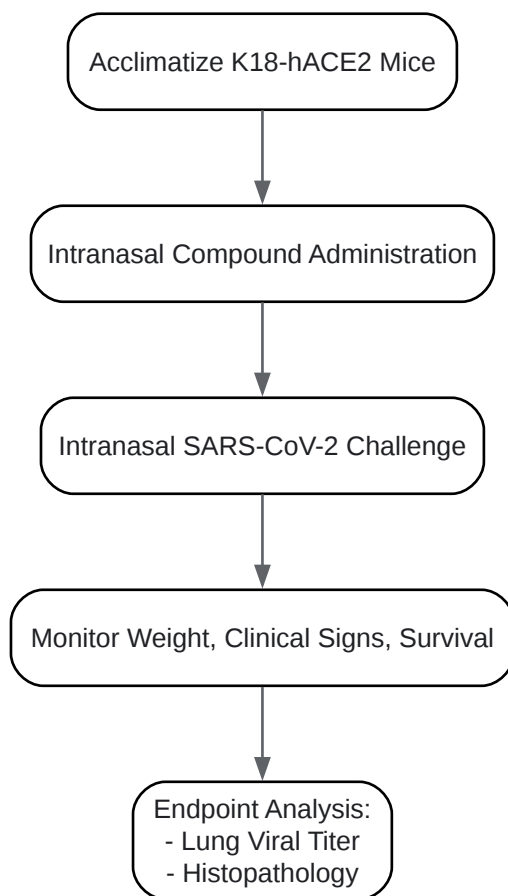 Acclimatize K18-hACE2 Mice
Intranasal Compound Administration
Intranasal SARS-CoV-2 Challenge
Monitor Weight, Clinical Signs, Survival
Endpoint Analysis:
- Lung Viral Titer
- Histopathology